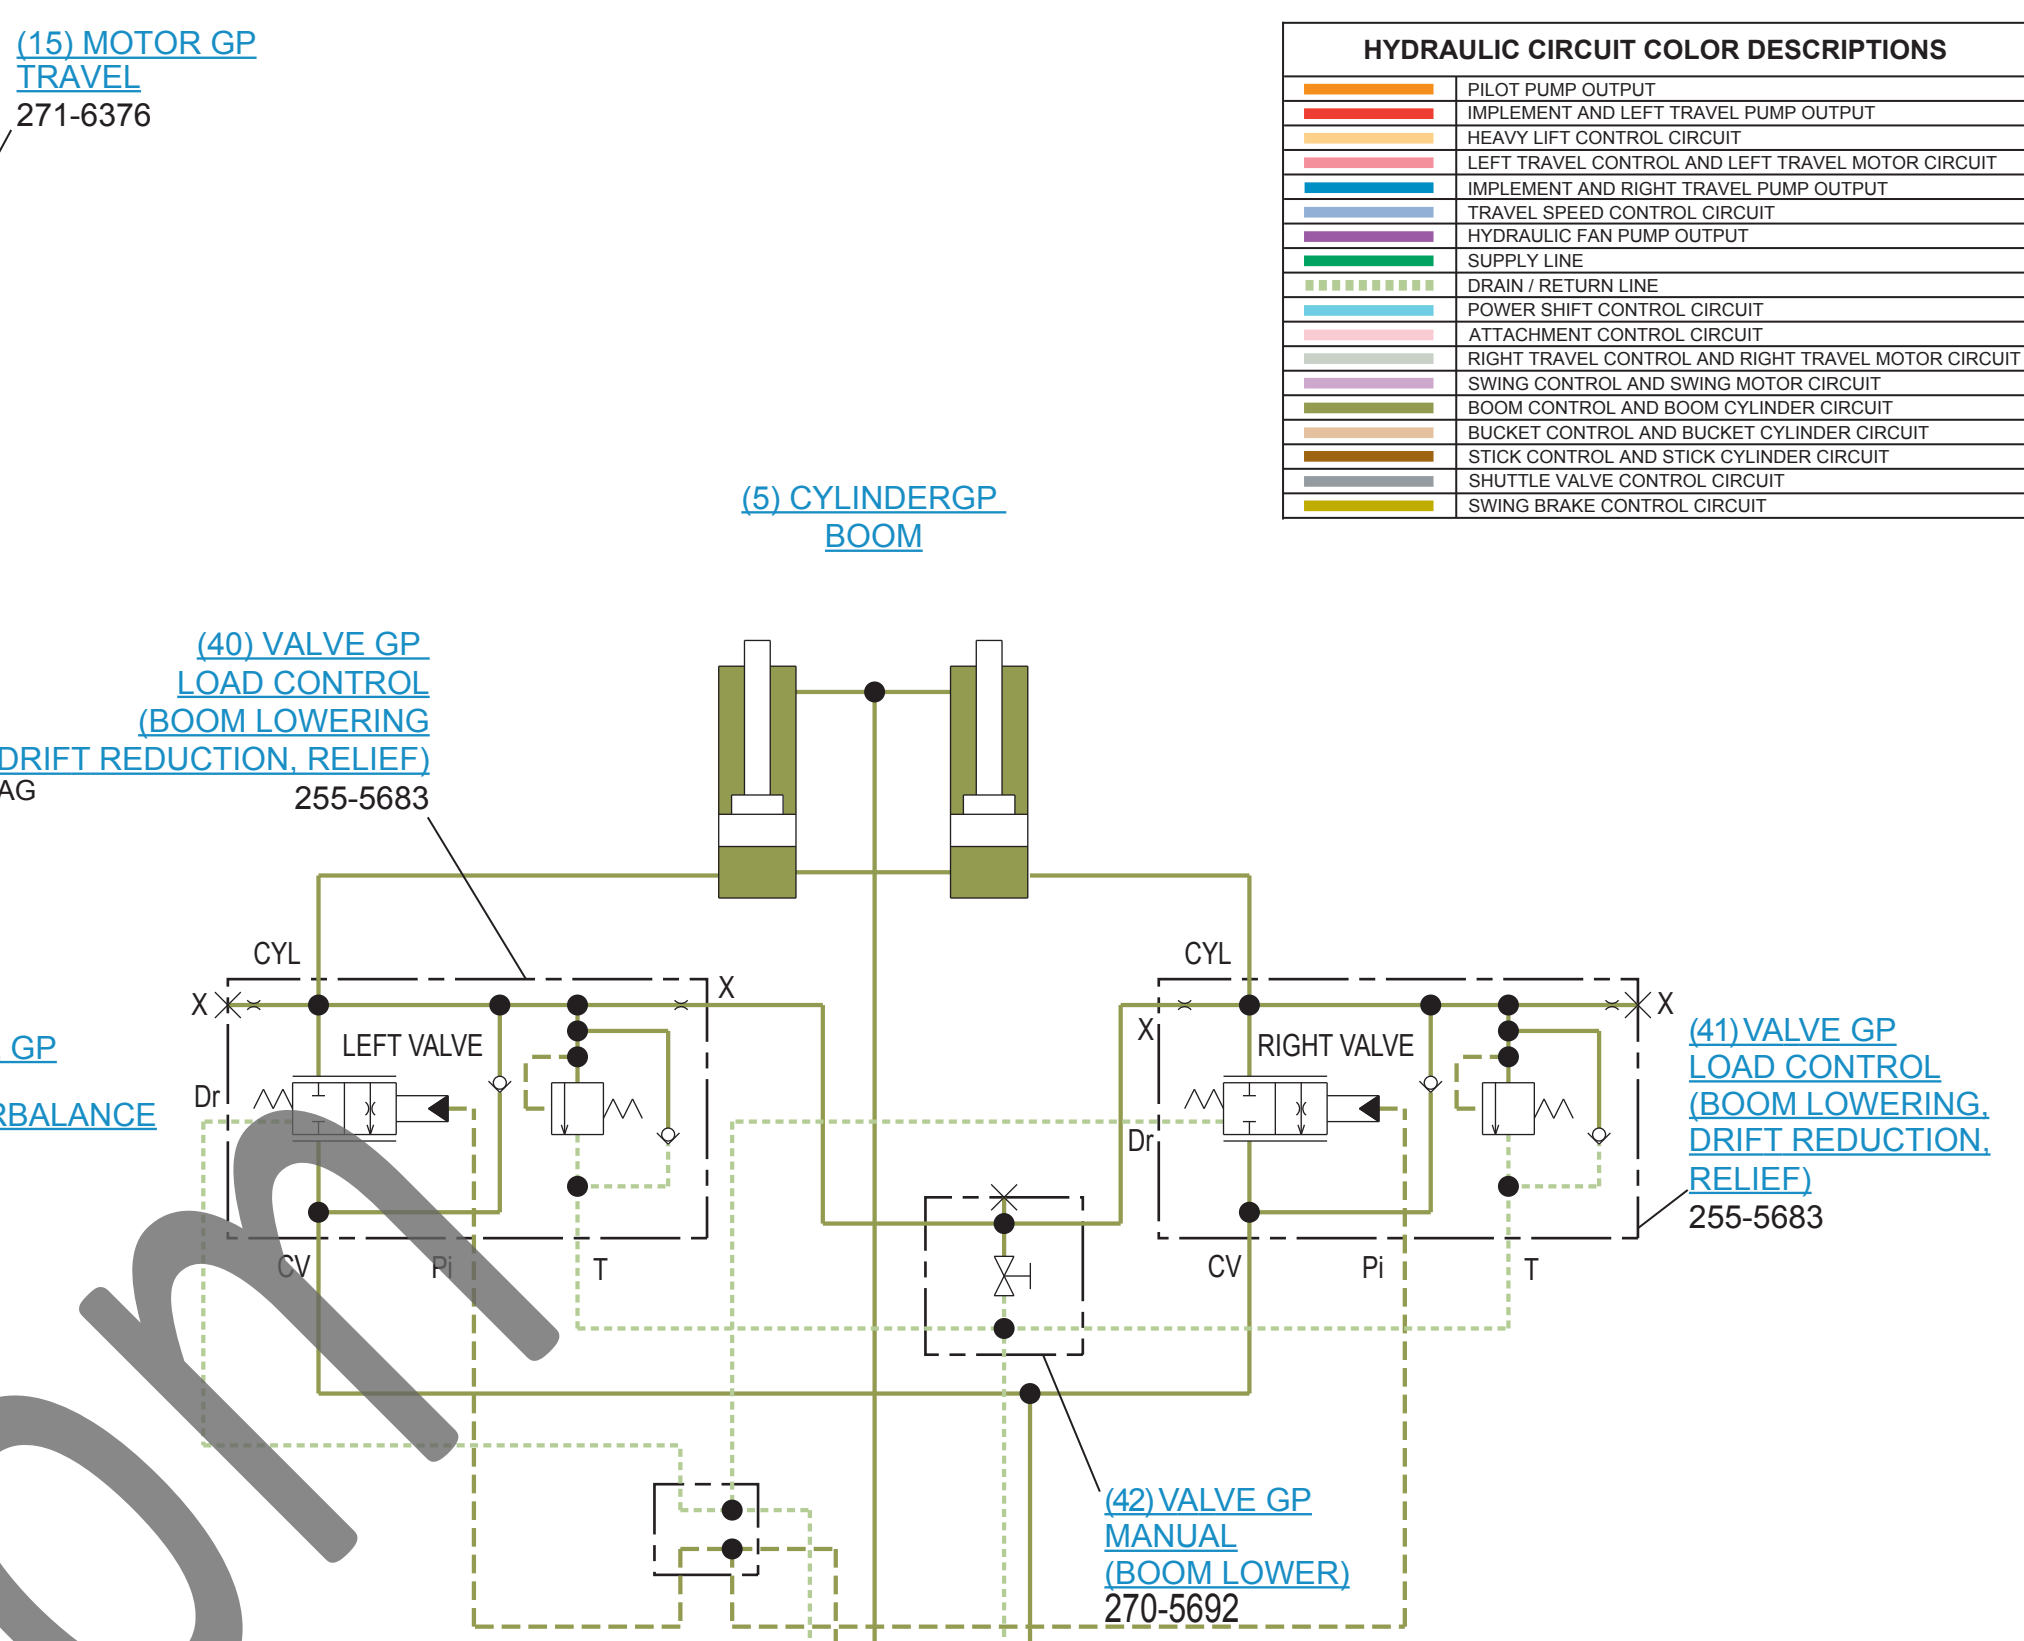 (15) MOTOR GP
TRAVEL
271-6376
HYDRAULIC CIRCUIT COLOR DESCRIPTIONS
PILOT PUMP OUTPUT
IMPLEMENT AND LEFT TRAVEL PUMP OUTPUT
HEAVY LIFT CONTROL CIRCUIT
LEFT TRAVEL CONTROL AND LEFT TRAVEL MOTOR CIRCUIT
IMPLEMENT AND RIGHT TRAVEL PUMP OUTPUT
TRAVEL SPEED CONTROL CIRCUIT
HYDRAULIC FAN PUMP OUTPUT
SUPPLY LINE
DRAIN / RETURN LINE
POWER SHIFT CONTROL CIRCUIT
ATTACHMENT CONTROL CIRCUIT
RIGHT TRAVEL CONTROL AND RIGHT TRAVEL MOTOR CIRCUIT
SWING CONTROL AND SWING MOTOR CIRCUIT
BOOM CONTROL AND BOOM CYLINDER CIRCUIT
BUCKET CONTROL AND BUCKET CYLINDER CIRCUIT
STICK CONTROL AND STICK CYLINDER CIRCUIT
SHUTTLE VALVE CONTROL CIRCUIT
SWING BRAKE CONTROL CIRCUIT
(5) CYLINDERGP
BOOM
(40) VALVE GP
LOAD CONTROL
(BOOM LOWERING
DRIFT REDUCTION, RELIEF)
AG
255-5683
CYL
X
X
LEFT VALVE
Dr
CV
Pi
T
GP
RBALANCE
CYL
X
X
RIGHT VALVE
Dr
CV
Pi
T
(41) VALVE GP
LOAD CONTROL
(BOOM LOWERING,
DRIFT REDUCTION,
RELIEF)
255-5683
(42) VALVE GP
MANUAL
(BOOM LOWER)
270-5692
om